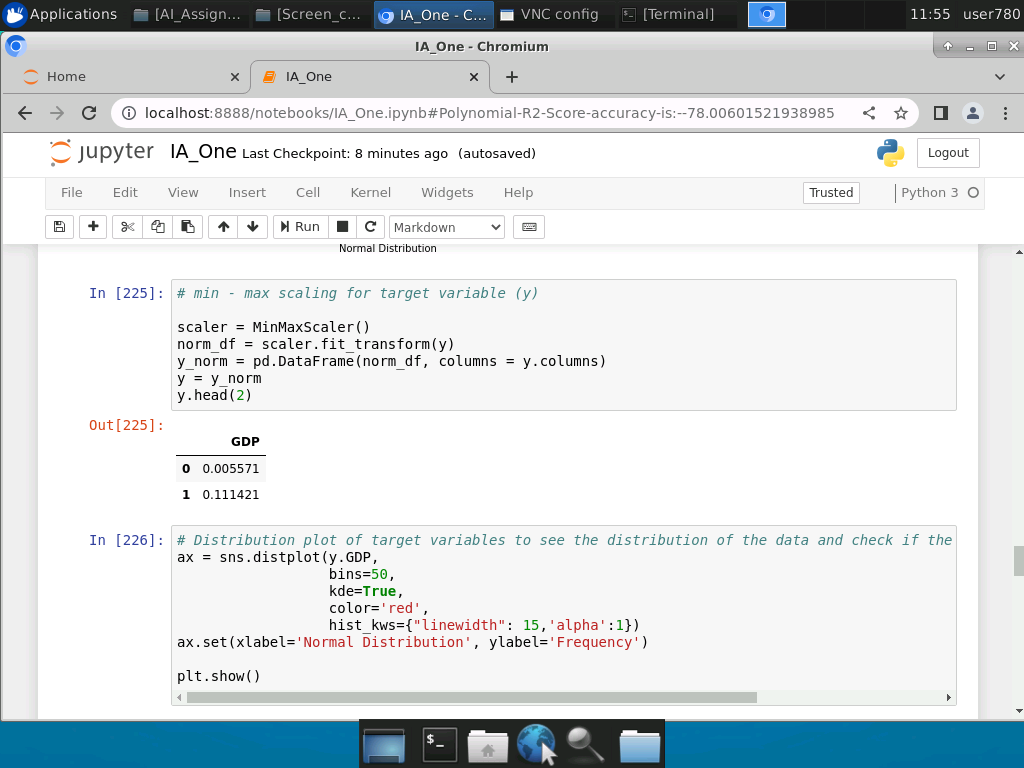 Applications
[AI_Assign...
[Screen_c...
IA_One - C...
VNC config
[Terminal]
11:55
user780
IA_One - Chromium
Home
IA_One
localhost:8888/notebooks/IA_One.ipynb#Polynomial-R2-Score-accuracy-is:--78.00601521938985
jupyter
IA_One Last Checkpoint: 8 minutes ago (autosaved)
Logout
File Edit View Insert Cell Kernel Widgets Help
Trusted
Python 3
Run
Markdown
Normal Distribution
In [225]:
# min - max scaling for target variable (y)
scaler = MinMaxScaler()
norm_df = scaler.fit_transform(y)
y_norm = pd.DataFrame(norm_df, columns = y.columns)
y = y_norm
y.head(2)
Out[225]:
GDP
0 0.005571
1 0.111421
In [226]:
# Distribution plot of target variables to see the distribution of the data and check if the
ax = sns.distplot(y.GDP,
bins=50,
kde=True,
color='red',
hist_kws={"linewidth": 15,'alpha':1})
ax.set(xlabel='Normal Distribution', ylabel='Frequency')
plt.show()
$_